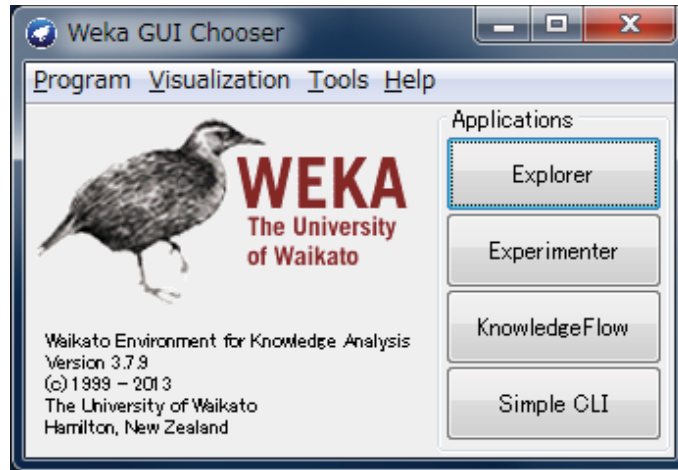 Weka GUI Chooser
Program Visualization Tools Help
WEKA
The University
of Waikato
Waikato Environment for Knowledge Analysis
Version 3.7.9
(c) 1999 - 2013
The University of Waikato
Hamilton, New Zealand
Applications
Explorer
Experimenter
KnowledgeFlow
Simple CLI